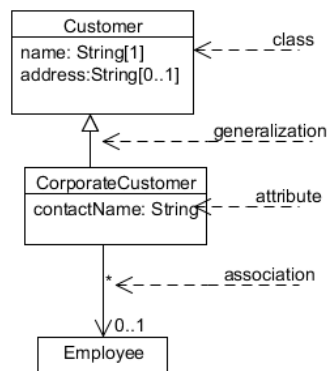 Customer
name: String[1]
address:String[0..1]
class
generalization
CorporateCustomer
contactName: String
attribute
*
association
0..1
Employee